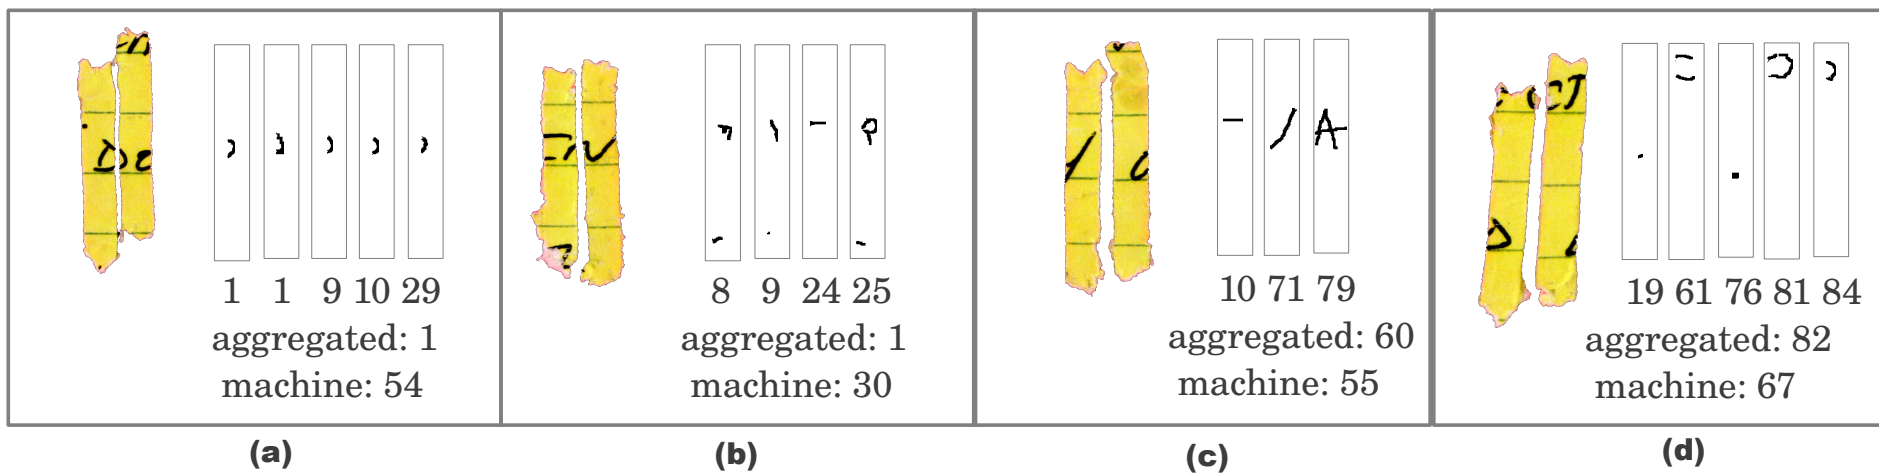 1 1 9 10 29
aggregated: 1
machine: 54
(a)
8 9 24 25
aggregated: 1
machine: 30
(b)
A
10 71 79
aggregated: 60
machine: 55
(c)
19 61 76 81 84
aggregated: 82
machine: 67
(d)